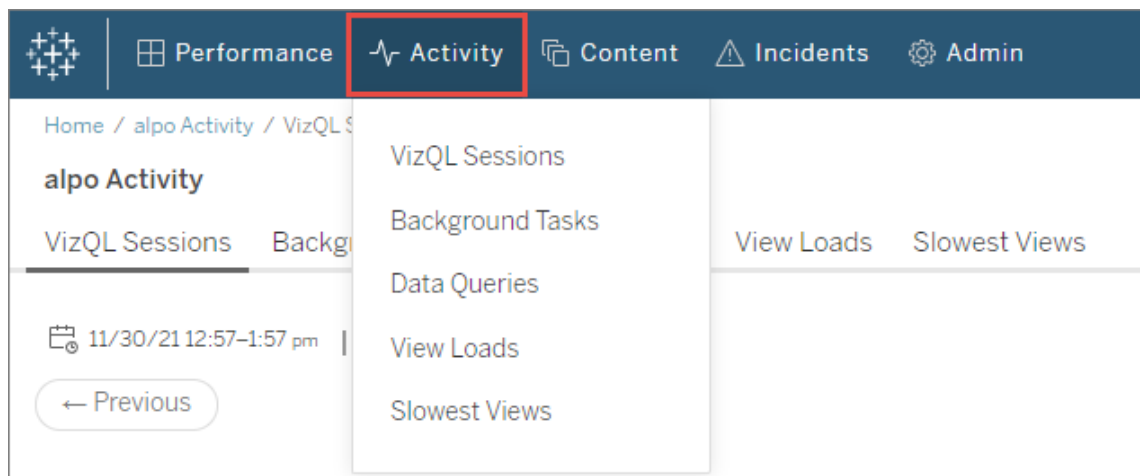 Performance Activity Content Incidents Admin
Home / alpo Activity / VizQL S
VizQL Sessions
alpo Activity
Background Tasks
VizQL Sessions Backgr View Loads Slowest Views
Data Queries
11/30/21 12:57–1:57 pm |
View Loads
← Previous
Slowest Views